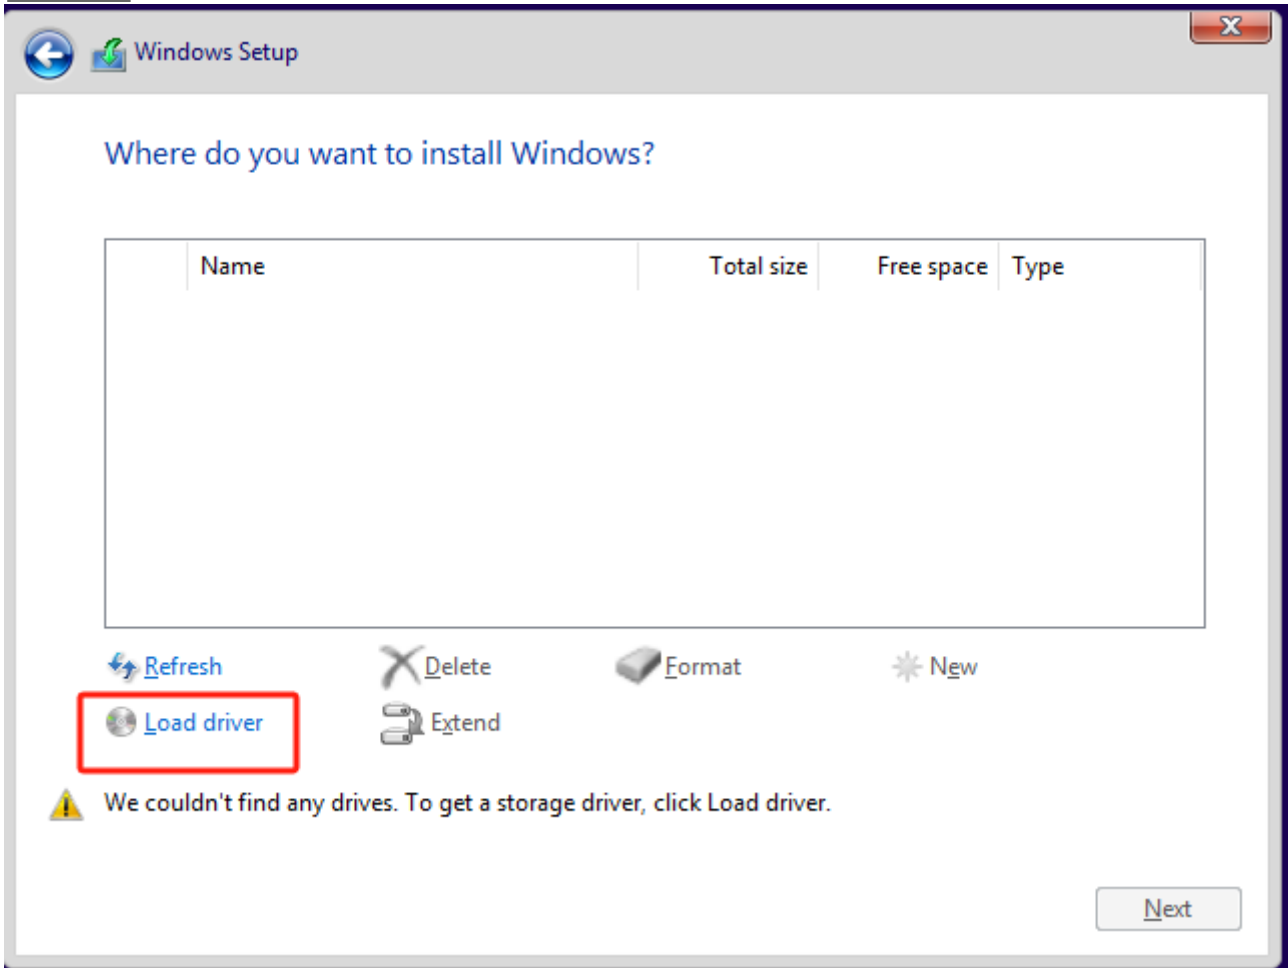 Windows Setup
X
Where do you want to install Windows?
Name Total size Free space Type
Refresh Delete Format New
Load driver Extend
We couldn't find any drives. To get a storage driver, click Load driver.
Next